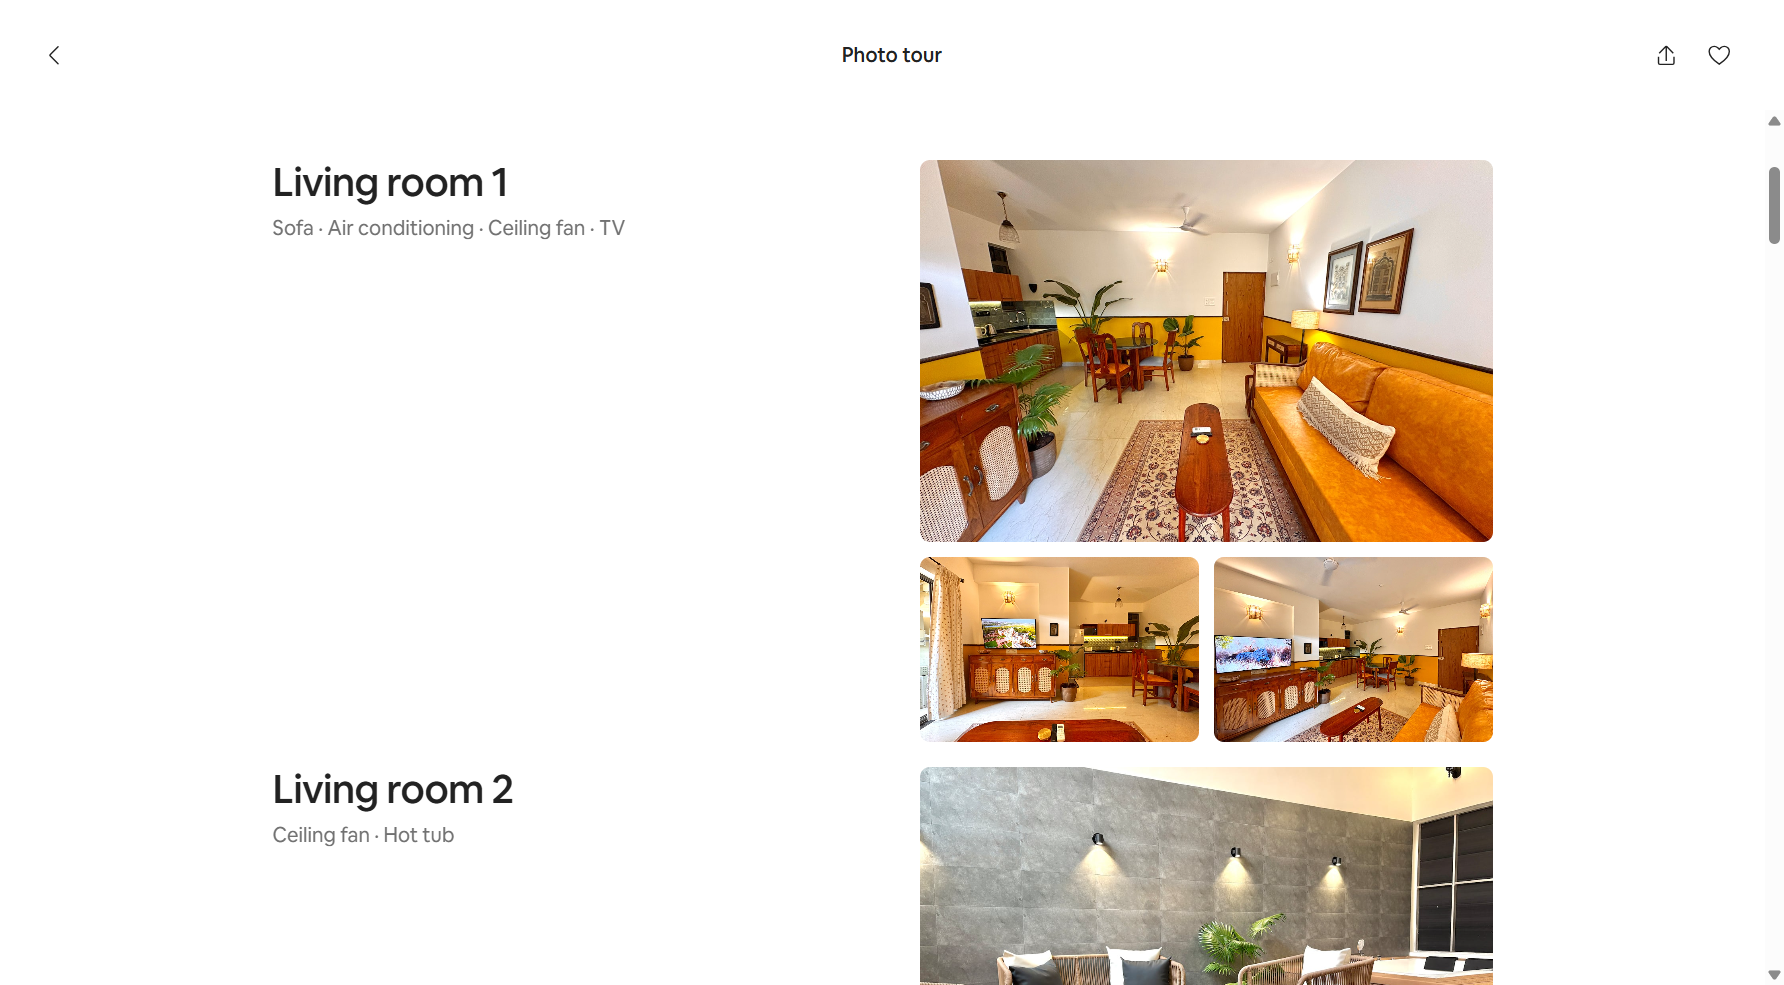 Photo tour
Living room 1
Sofa · Air conditioning · Ceiling fan · TV
Living room 2
Ceiling fan · Hot tub